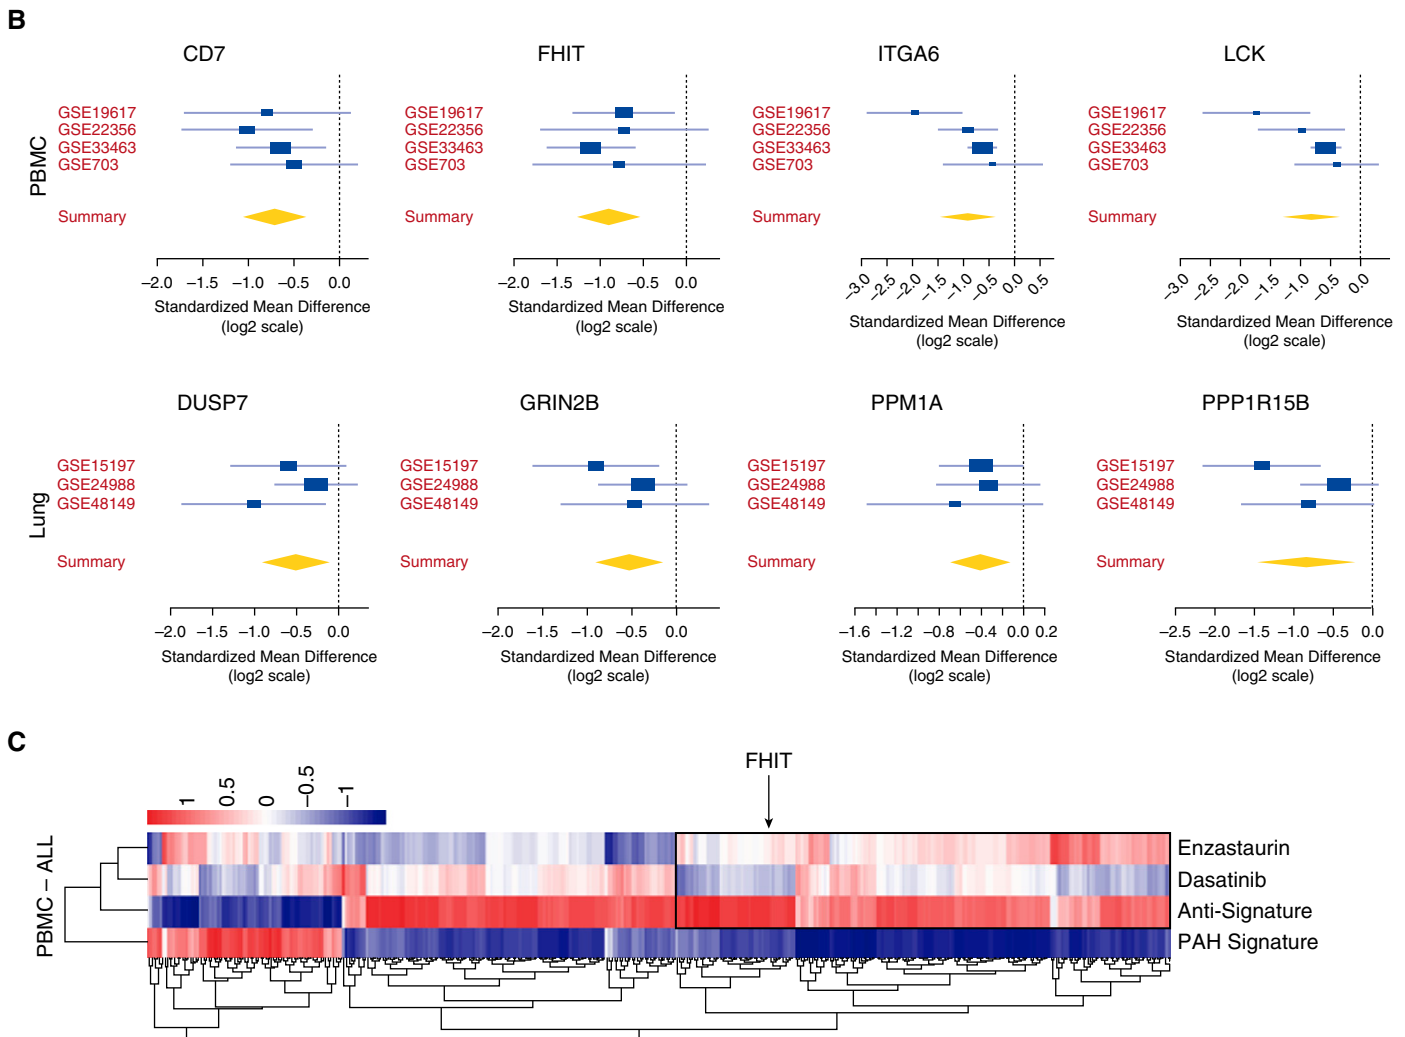 B
CD7
FHIT
ITGA6
LCK
PBMC
GSE19617
GSE22356
GSE33463
GSE703
Summary
−2.0 −1.5 −1.0 −0.5 0.0
Standardized Mean Difference
(log2 scale)
GSE19617
GSE22356
GSE33463
GSE703
Summary
−2.0 −1.5 −1.0 −0.5 0.0
Standardized Mean Difference
(log2 scale)
GSE19617
GSE22356
GSE33463
GSE703
Summary
−3.0 −2.5 −2.0 −1.5 −1.0 −0.5 0.0 0.5
Standardized Mean Difference
(log2 scale)
GSE19617
GSE22356
GSE33463
GSE703
Summary
−3.0 −2.5 −2.0 −1.5 −1.0 −0.5 0.0
Standardized Mean Difference
(log2 scale)
DUSP7
GRIN2B
PPM1A
PPP1R15B
Lung
GSE15197
GSE24988
GSE48149
Summary
−2.0 −1.5 −1.0 −0.5 0.0
Standardized Mean Difference
(log2 scale)
GSE15197
GSE24988
GSE48149
Summary
−2.0 −1.5 −1.0 −0.5 0.0
Standardized Mean Difference
(log2 scale)
GSE15197
GSE24988
GSE48149
Summary
−1.6 −1.2 −0.8 −0.4 0.0 0.2
Standardized Mean Difference
(log2 scale)
GSE15197
GSE24988
GSE48149
Summary
−2.5 −2.0 −1.5 −1.0 −0.5 0.0
Standardized Mean Difference
(log2 scale)
C
FHIT
1 0.5 0 −0.5 −1
PBMC – ALL
Enzastaurin
Dasatinib
Anti-Signature
PAH Signature